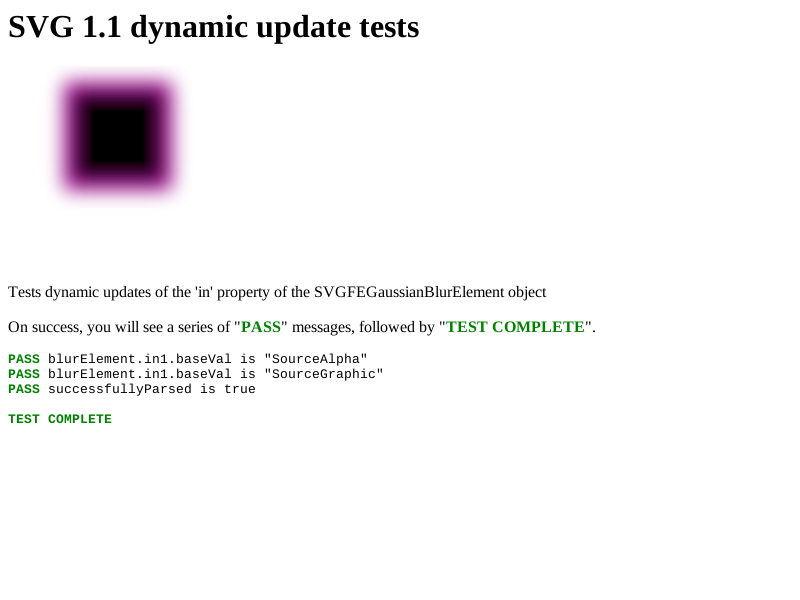 SVG 1.1 dynamic update tests
Tests dynamic updates of the 'in' property of the SVGFEGaussianBlurElement object
On success, you will see a series of "PASS" messages, followed by "TEST COMPLETE".
PASS blurElement.in1.baseVal is "SourceAlpha"
PASS blurElement.in1.baseVal is "SourceGraphic"
PASS successfullyParsed is true
TEST COMPLETE